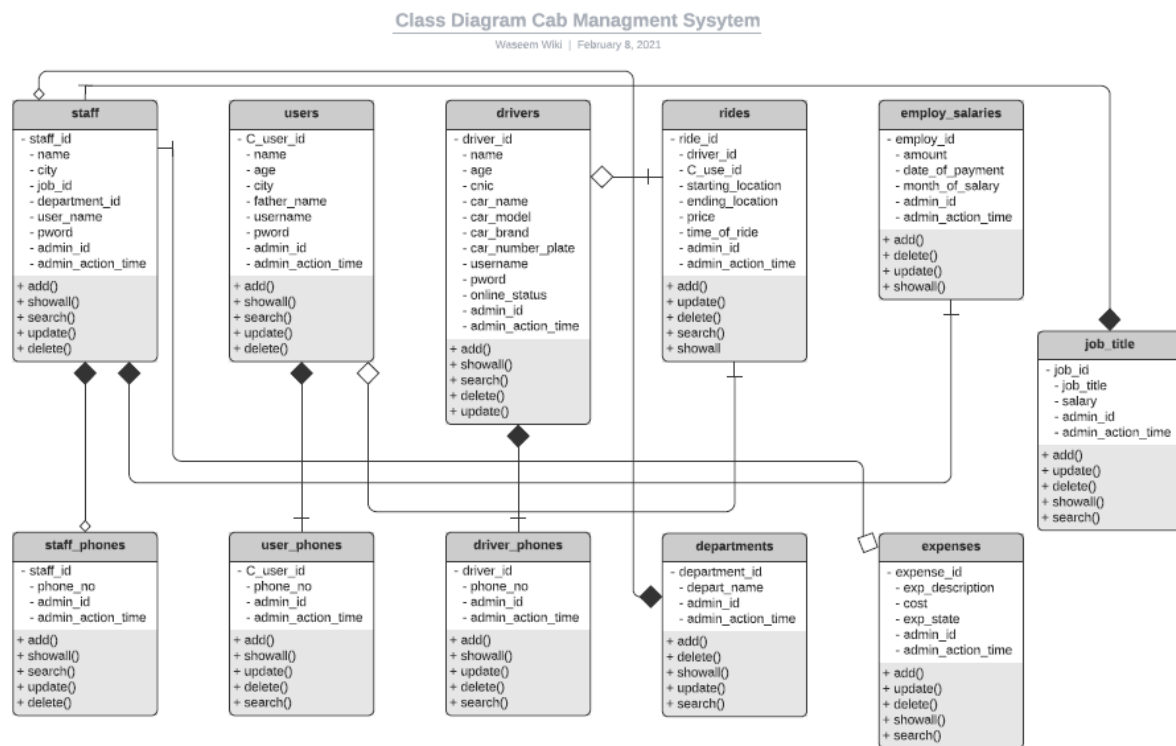 Class Diagram Cab Managment Sysytem
Waseem Wiki | February 8, 2021
staff
- staff_id
- name
- city
- job_id
- department_id
- user_name
- pword
- admin_id
- admin_action_time
+ add()
+ showall()
+ search()
+ update()
+ delete()
users
- C_user_id
- name
- age
- city
- father_name
- username
- pword
- admin_id
- admin_action_time
+ add()
+ showall()
+ search()
+ update()
+ delete()
drivers
- driver_id
- name
- age
- cnic
- car_name
- car_model
- car_brand
- car_number_plate
- username
- pword
- online_status
- admin_id
- admin_action_time
+ add()
+ showall()
+ search()
+ delete()
+ update()
rides
- ride_id
- driver_id
- C_use_id
- starting_location
- ending_location
- price
- time_of_ride
- admin_id
- admin_action_time
+ add()
+ update()
+ delete()
+ search()
+ showall
employ_salaries
- employ_id
- amount
- date_of_payment
- month_of_salary
- admin_id
- admin_action_time
+ add()
+ delete()
+ update()
+ showall()
job_title
- job_id
- job_title
- salary
- admin_id
- admin_action_time
+ add()
+ update()
+ delete()
+ showall()
+ search()
staff_phones
- staff_id
- phone_no
- admin_id
- admin_action_time
+ add()
+ showall()
+ search()
+ update()
+ delete()
user_phones
- C_user_id
- phone_no
- admin_id
- admin_action_time
+ add()
+ showall()
+ update()
+ delete()
+ search()
driver_phones
- driver_id
- phone_no
- admin_id
- admin_action_time
+ add()
+ showall()
+ update()
+ delete()
+ search()
departments
- department_id
- depart_name
- admin_id
- admin_action_time
+ add()
+ delete()
+ showall()
+ update()
+ search()
expenses
- expense_id
- exp_description
- cost
- exp_state
- admin_id
- admin_action_time
+ add()
+ update()
+ delete()
+ showall()
+ search()